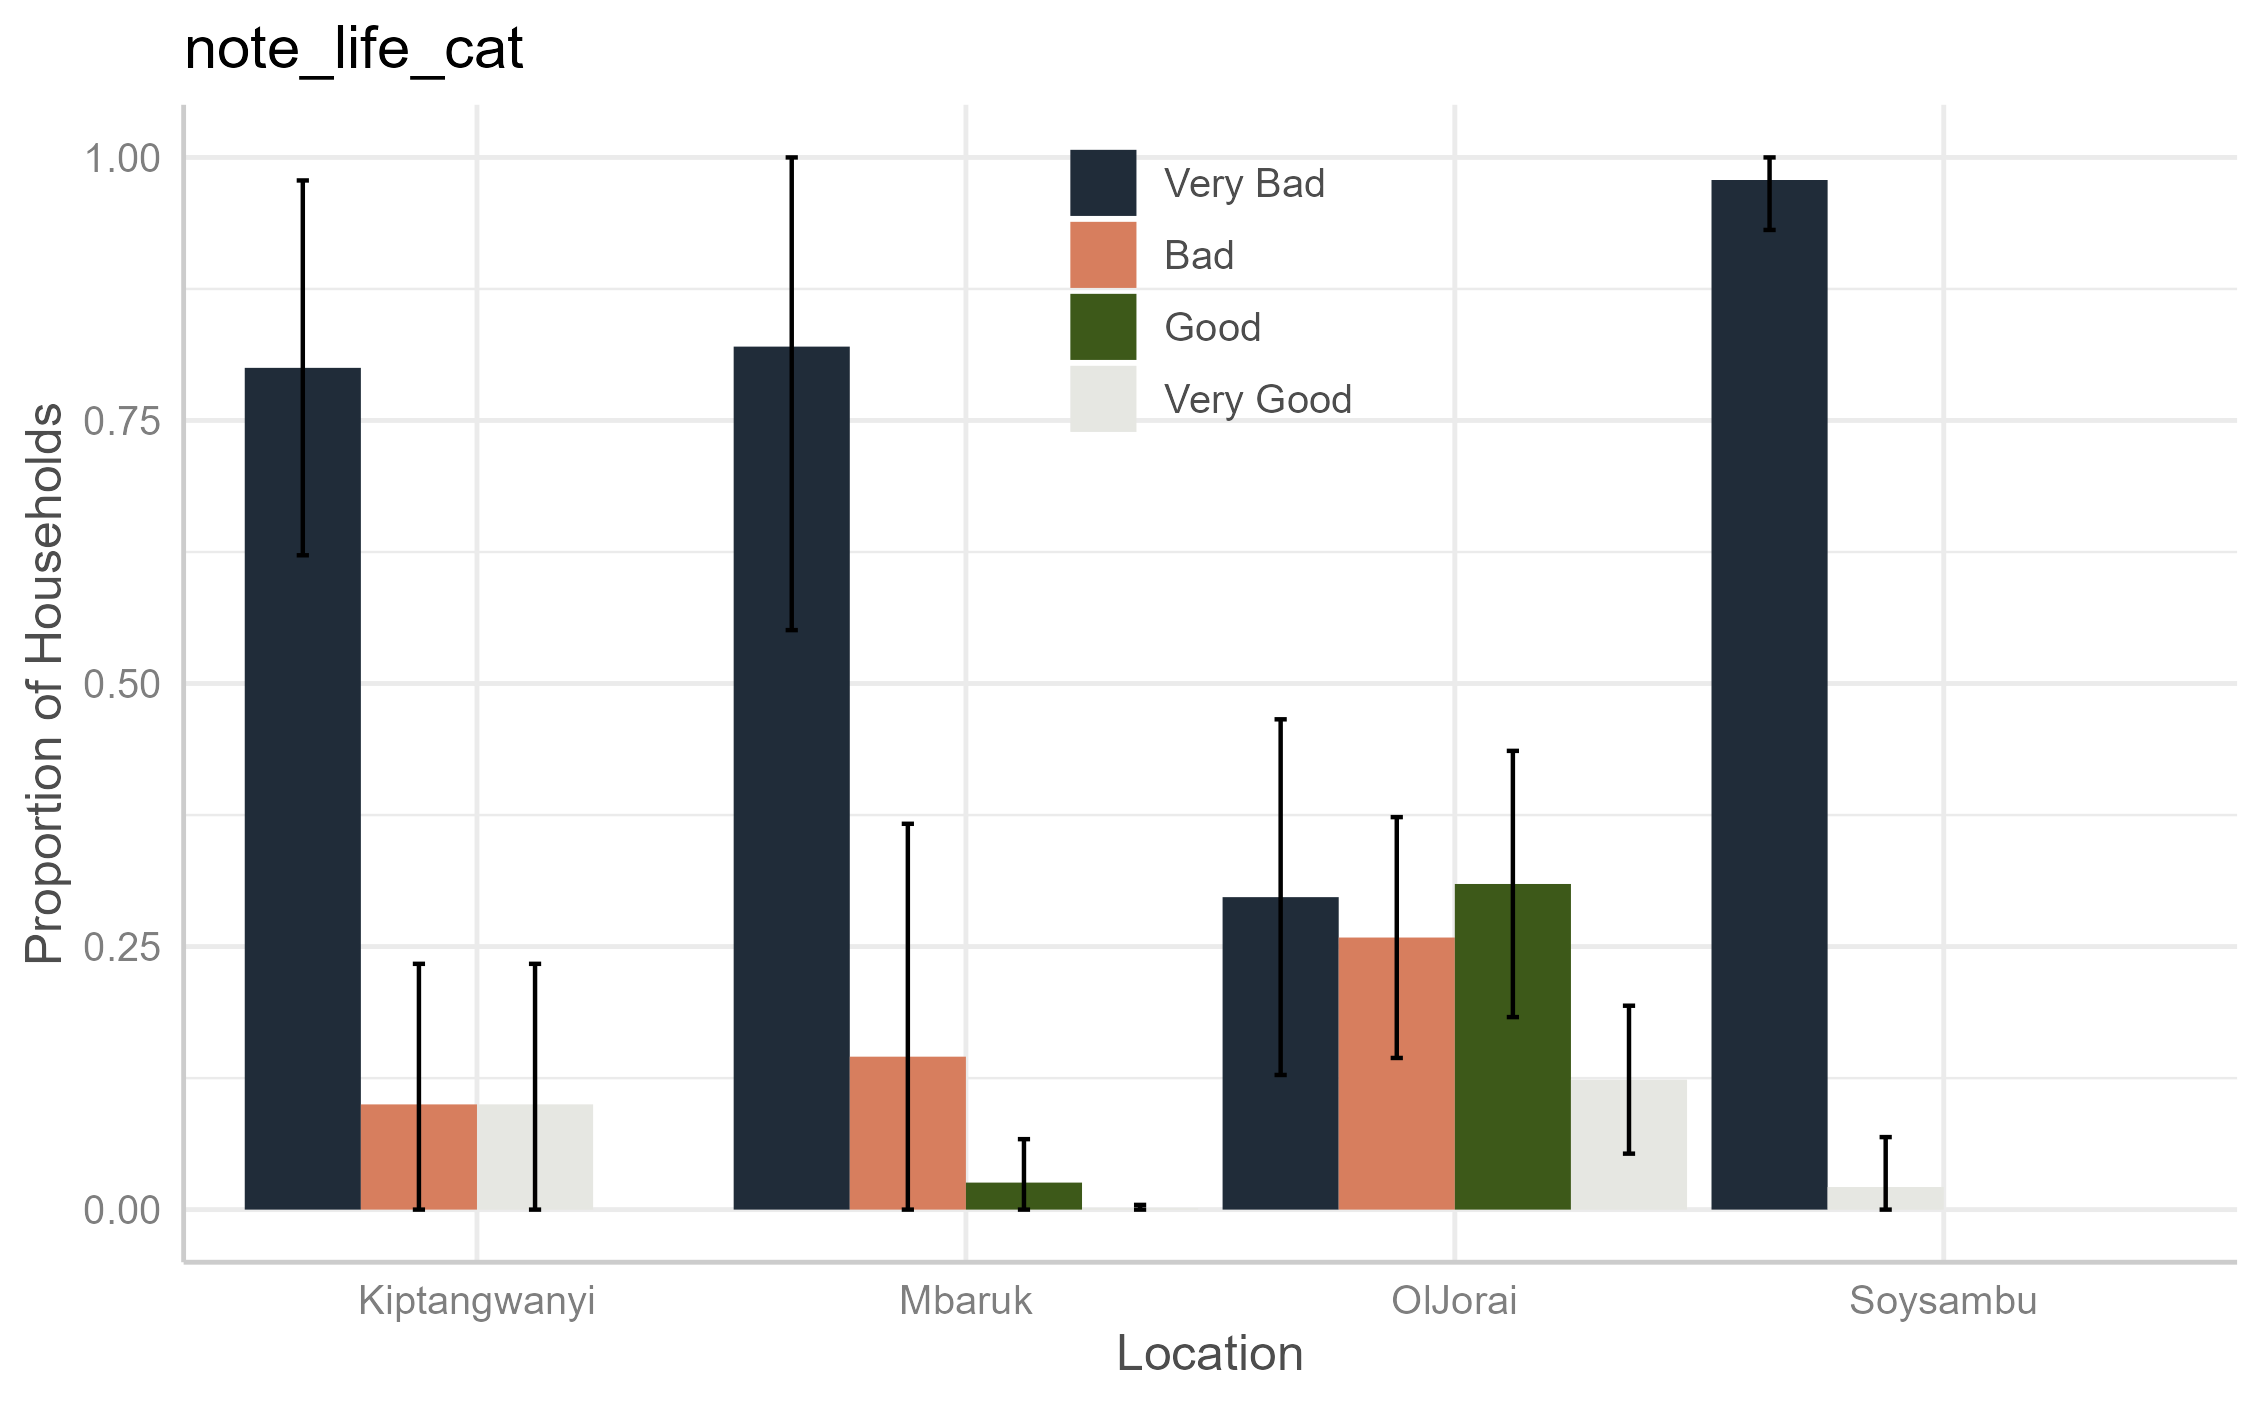 note_life_cat
1.00
0.75
0.50
0.25
0.00
Proportion of Households
Very Bad
Bad
Good
Very Good
Kiptangwanyi
Mbaruk
OlJorai
Soysambu
Location